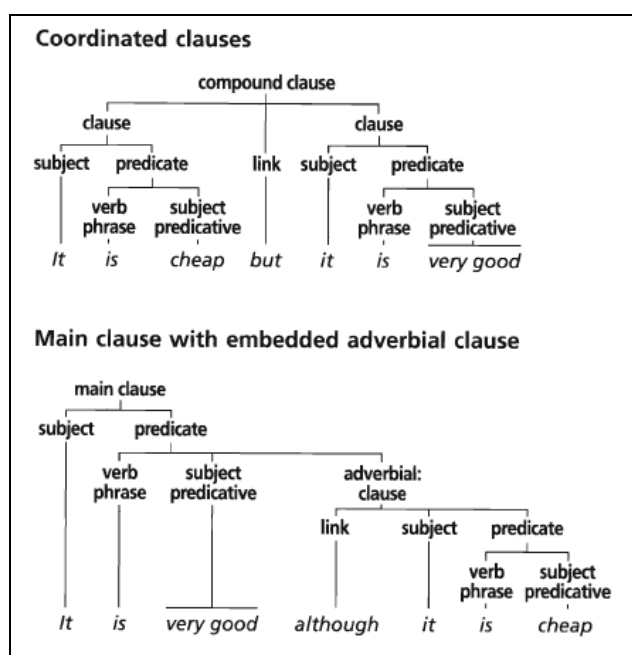 Coordinated clauses
compound clause
clause clause
subject predicate link subject predicate
verb phrase subject predicative verb phrase subject predicative
It is cheap but it is very good
Main clause with embedded adverbial clause
main clause
subject predicate
verb phrase subject predicative adverbial: clause
link subject predicate
verb phrase subject predicative
It is very good although it is cheap